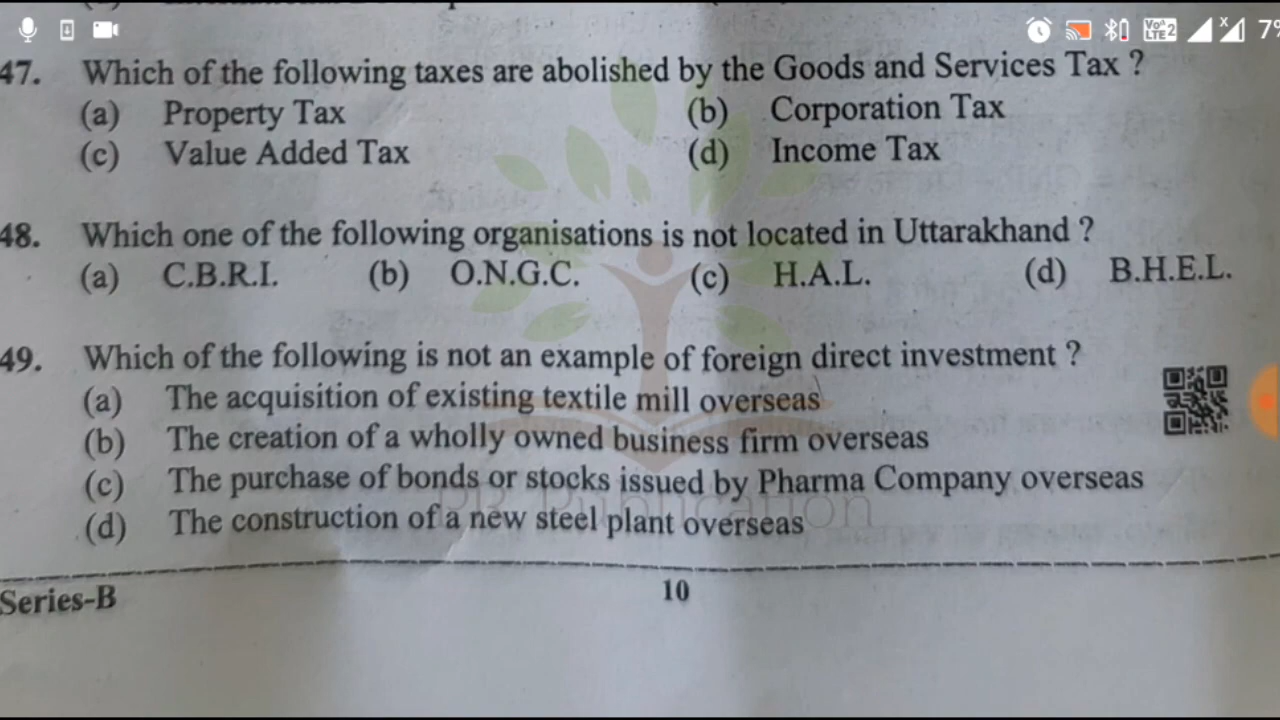 7%
47. Which of the following taxes are abolished by the Goods and Services Tax ?
(a) Property Tax (b) Corporation Tax
(c) Value Added Tax (d) Income Tax
48. Which one of the following organisations is not located in Uttarakhand ?
(a) C.B.R.I. (b) O.N.G.C. (c) H.A.L. (d) B.H.E.L.
49. Which of the following is not an example of foreign direct investment ?
(a) The acquisition of existing textile mill overseas
(b) The creation of a wholly owned business firm overseas
(c) The purchase of bonds or stocks issued by Pharma Company overseas
(d) The construction of a new steel plant overseas
Publication
Series-B 10